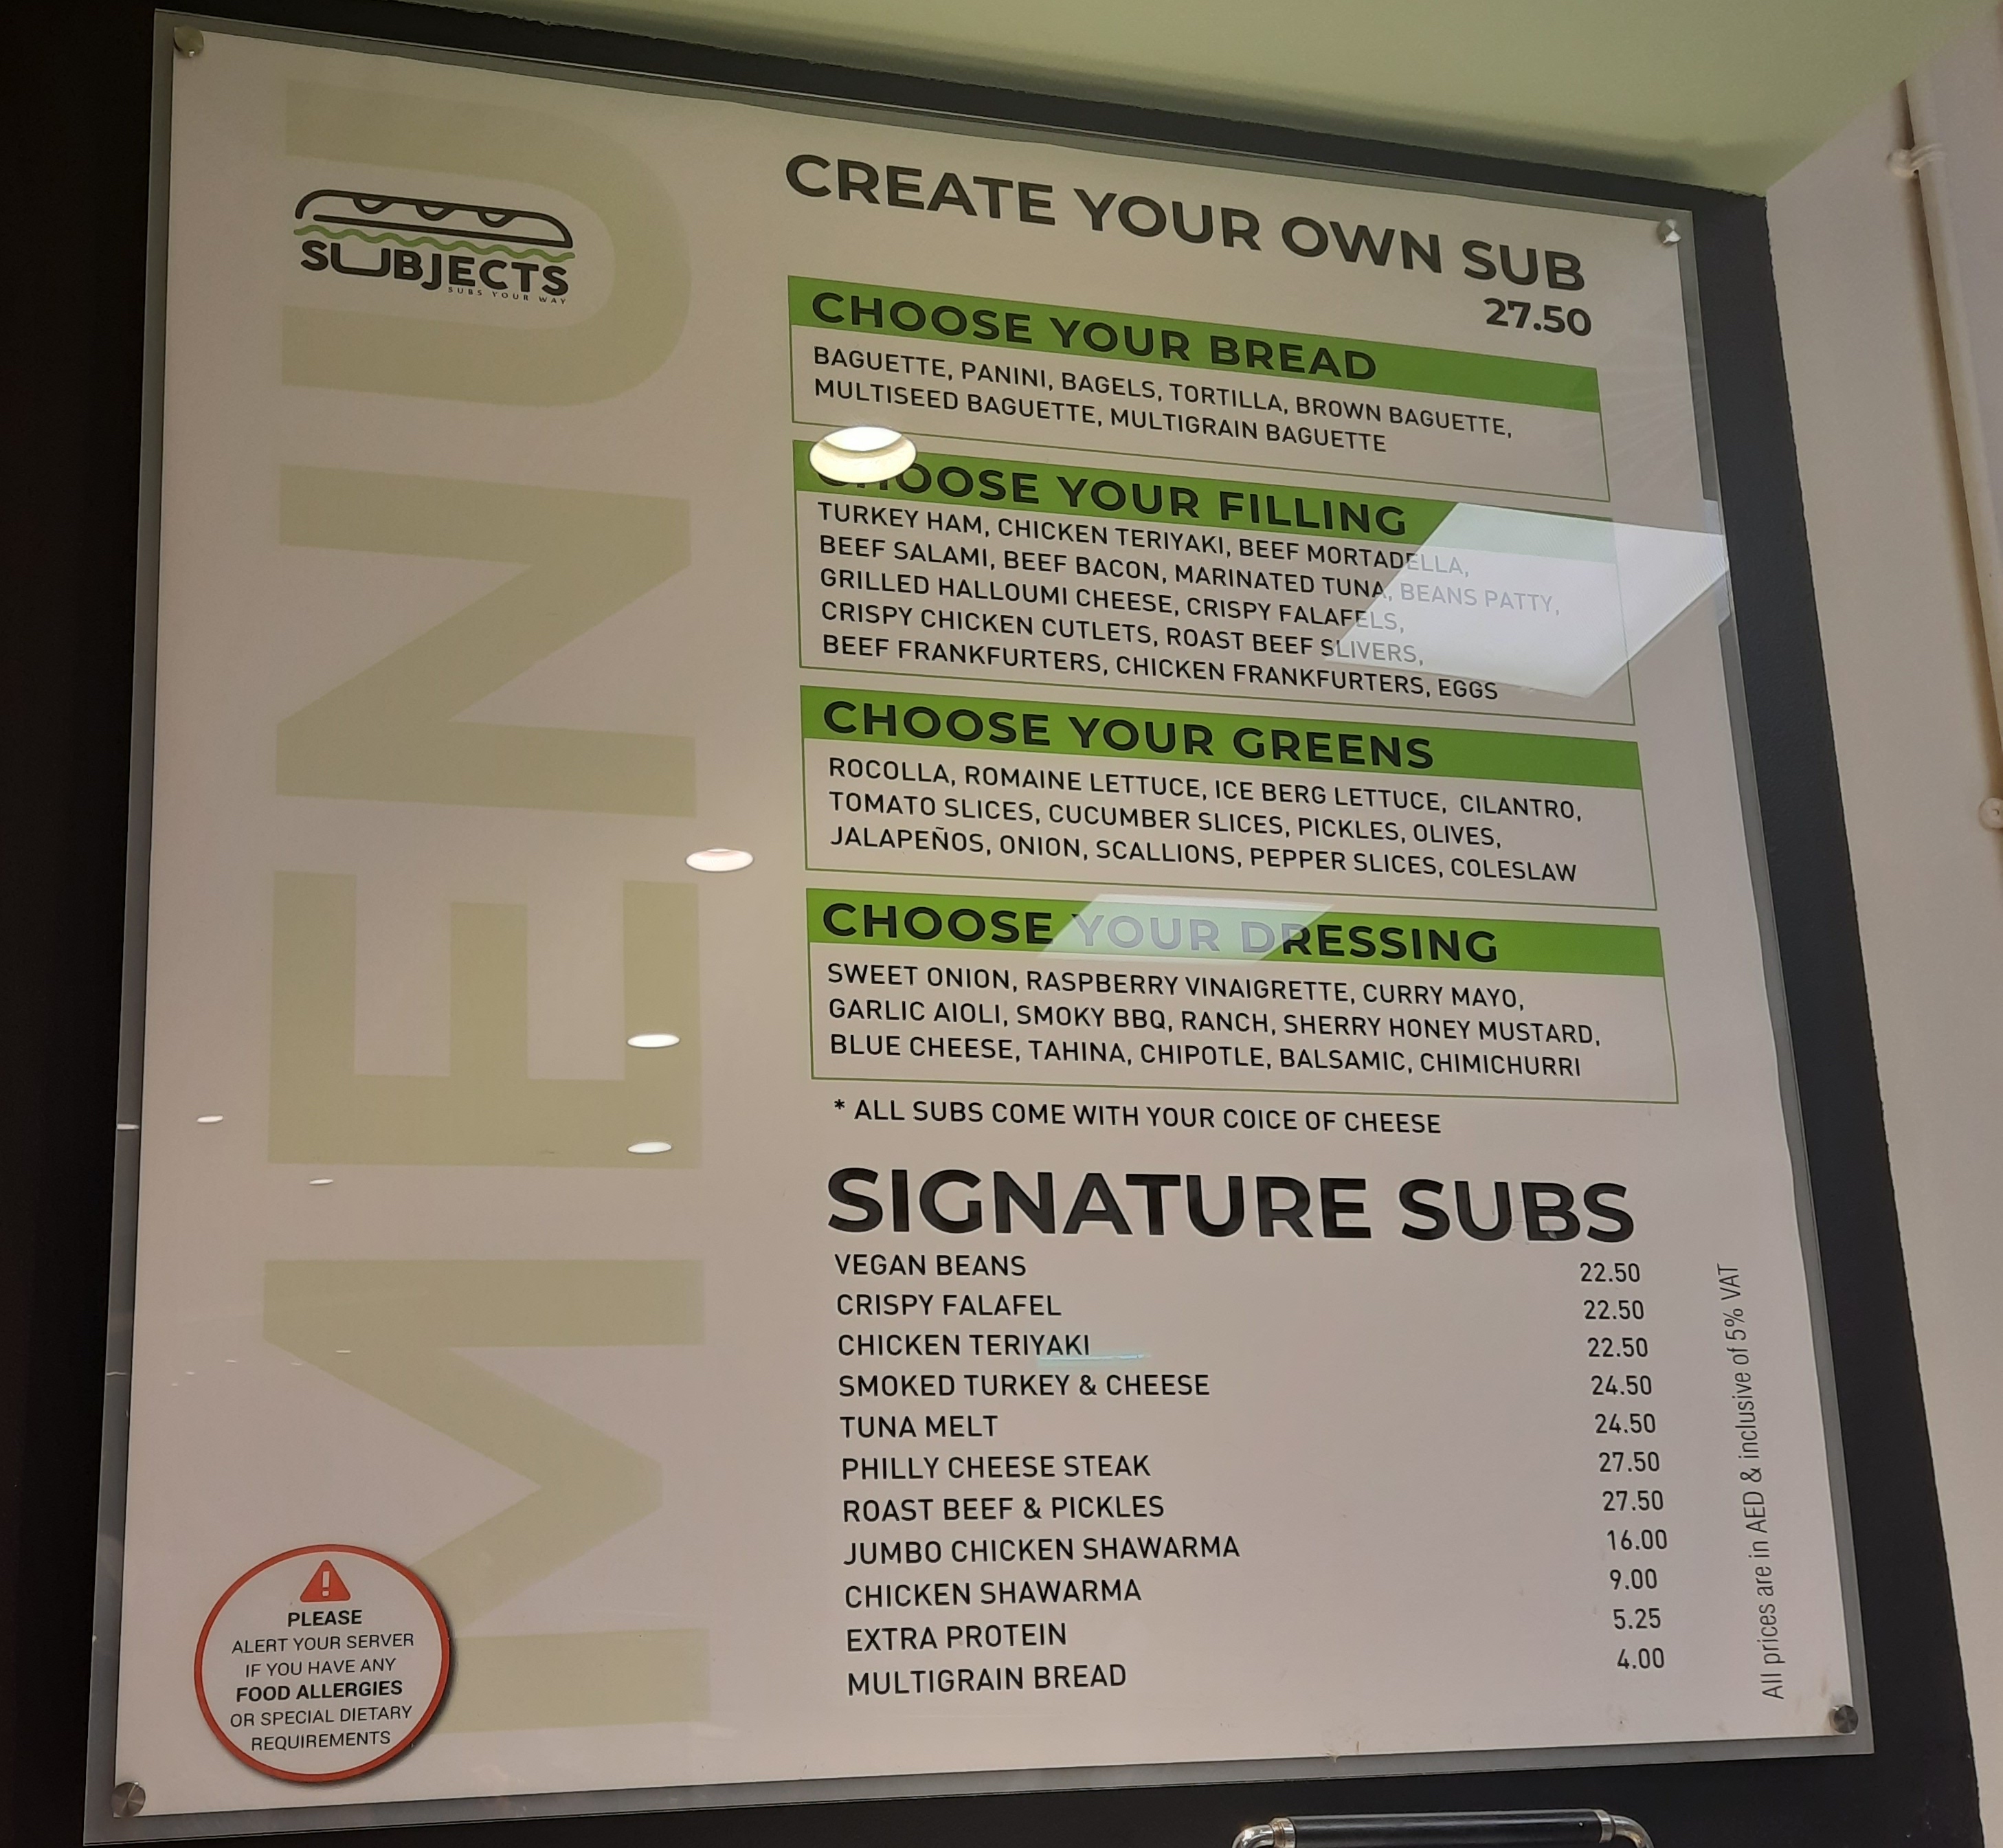 MENU
SUBJECTS
SUBS YOUR WAY
CREATE YOUR OWN SUB
27.50
CHOOSE YOUR BREAD
BAGUETTE, PANINI, BAGELS, TORTILLA, BROWN BAGUETTE,
MULTISEED BAGUETTE, MULTIGRAIN BAGUETTE
CHOOSE YOUR FILLING
TURKEY HAM, CHICKEN TERIYAKI, BEEF MORTADELLA,
BEEF SALAMI, BEEF BACON, MARINATED TUNA, BEANS PATTY,
GRILLED HALLOUMI CHEESE, CRISPY FALAFELS,
CRISPY CHICKEN CUTLETS, ROAST BEEF SLIVERS,
BEEF FRANKFURTERS, CHICKEN FRANKFURTERS, EGGS
CHOOSE YOUR GREENS
ROCOLLA, ROMAINE LETTUCE, ICE BERG LETTUCE, CILANTRO,
TOMATO SLICES, CUCUMBER SLICES, PICKLES, OLIVES,
JALAPEÑOS, ONION, SCALLIONS, PEPPER SLICES, COLESLAW
CHOOSE YOUR DRESSING
SWEET ONION, RASPBERRY VINAIGRETTE, CURRY MAYO,
GARLIC AIOLI, SMOKY BBQ, RANCH, SHERRY HONEY MUSTARD,
BLUE CHEESE, TAHINA, CHIPOTLE, BALSAMIC, CHIMICHURRI
* ALL SUBS COME WITH YOUR COICE OF CHEESE
SIGNATURE SUBS
VEGAN BEANS 22.50
CRISPY FALAFEL 22.50
CHICKEN TERIYAKI 22.50
SMOKED TURKEY & CHEESE 24.50
TUNA MELT 24.50
PHILLY CHEESE STEAK 27.50
ROAST BEEF & PICKLES 27.50
JUMBO CHICKEN SHAWARMA 16.00
CHICKEN SHAWARMA 9.00
EXTRA PROTEIN 5.25
MULTIGRAIN BREAD 4.00
All prices are in AED & inclusive of 5% VAT
PLEASE
ALERT YOUR SERVER
IF YOU HAVE ANY
FOOD ALLERGIES
OR SPECIAL DIETARY
REQUIREMENTS